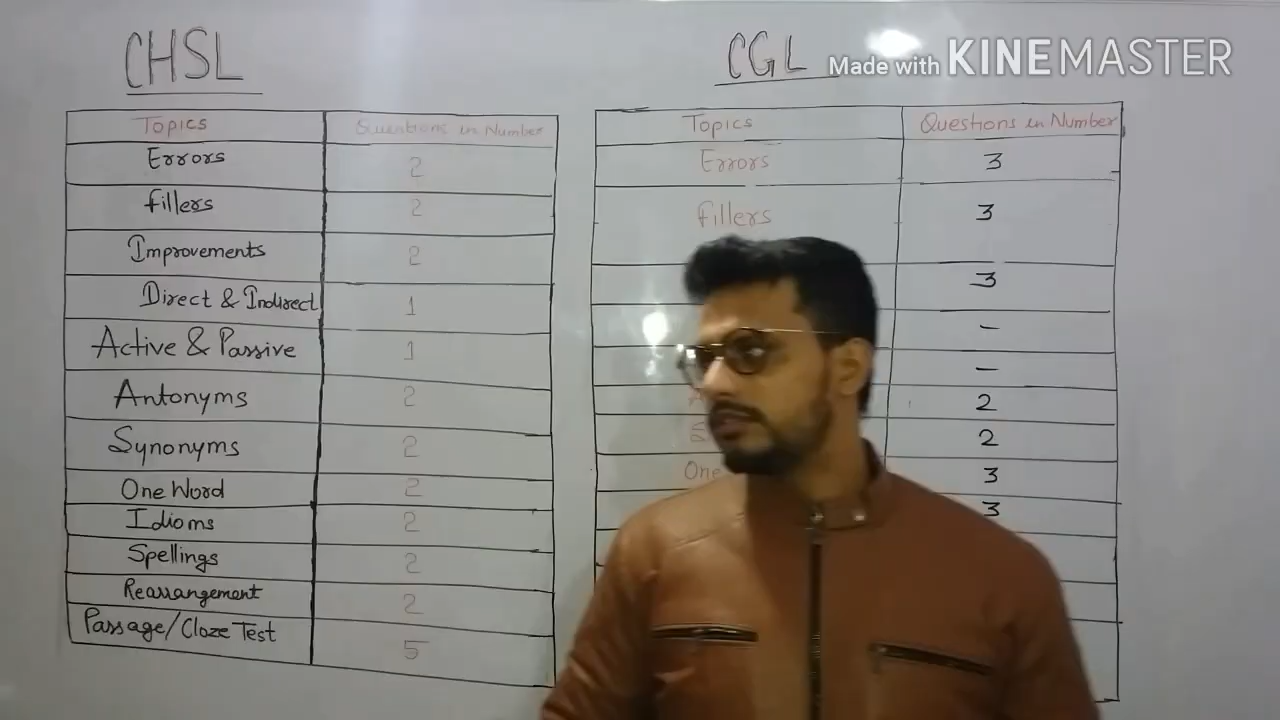 CHSL
Topics Questions in Number
Errors 2
fillers 2
Improvements 2
Direct & Indirect 1
Active & Passive 1
Antonyms 2
Synonyms 2
One Word 2
Idioms 2
Spellings 2
Rearrangement 2
Passage/Cloze Test 5
CGL
Made with KINEMASTER
Topics Questions in Number
Errors 3
fillers 3
3
-
-
2
2
One 3
3